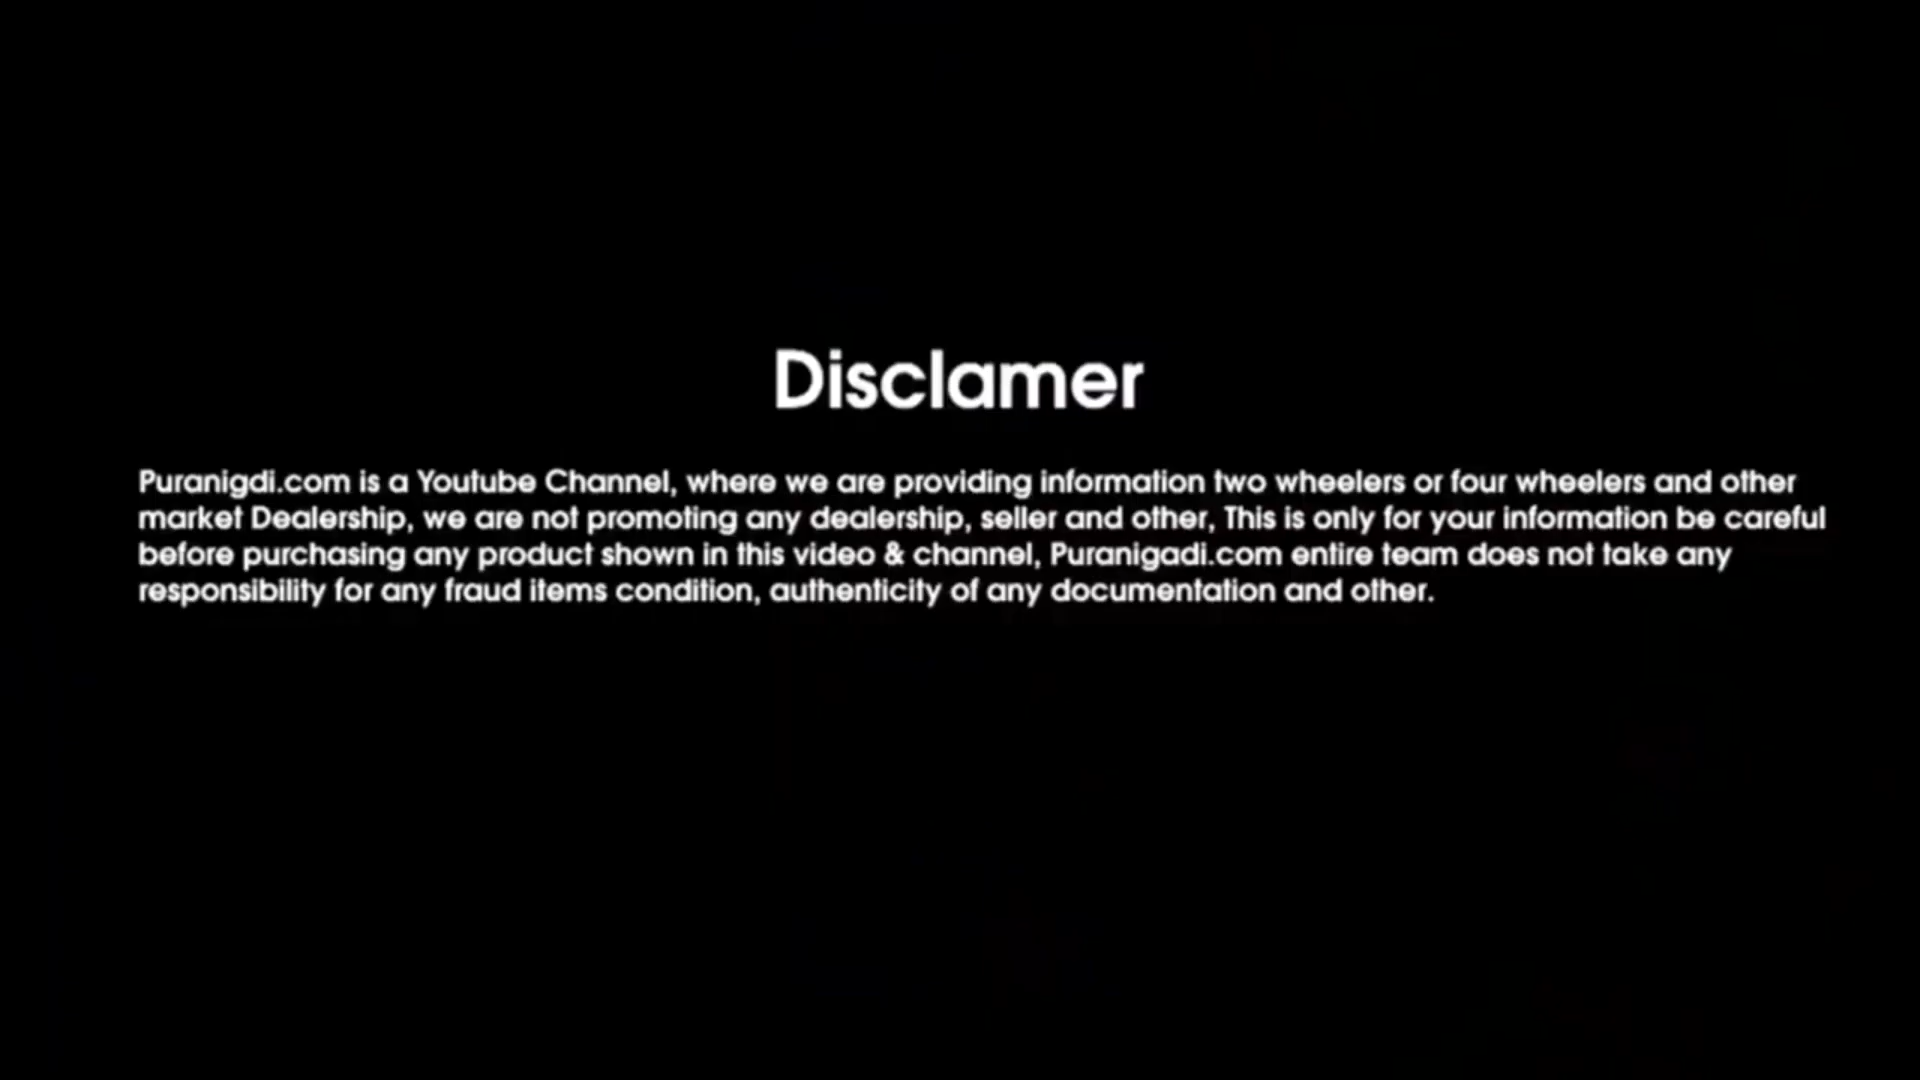 Disclamer
Puranigdi.com is a Youtube Channel, where we are providing information two wheelers or four wheelers and other
market Dealership, we are not promoting any dealership, seller and other, This is only for your information be careful
before purchasing any product shown in this video & channel, Puranigadi.com entire team does not take any
responsibility for any fraud items condition, authenticity of any documentation and other.